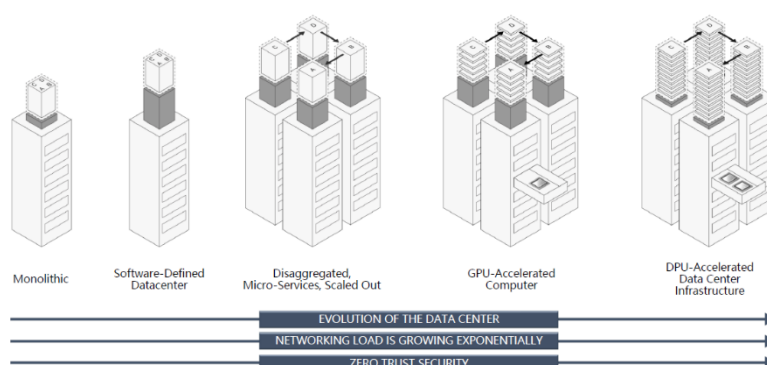 Monolithic
Software-Defined
Datacenter
Disaggregated,
Micro-Services, Scaled Out
GPU-Accelerated
Computer
DPU-Accelerated
Data Center
Infrastructure
EVOLUTION OF THE DATA CENTER
NETWORKING LOAD IS GROWING EXPONENTIALLY
ZERO TRUST SECURITY